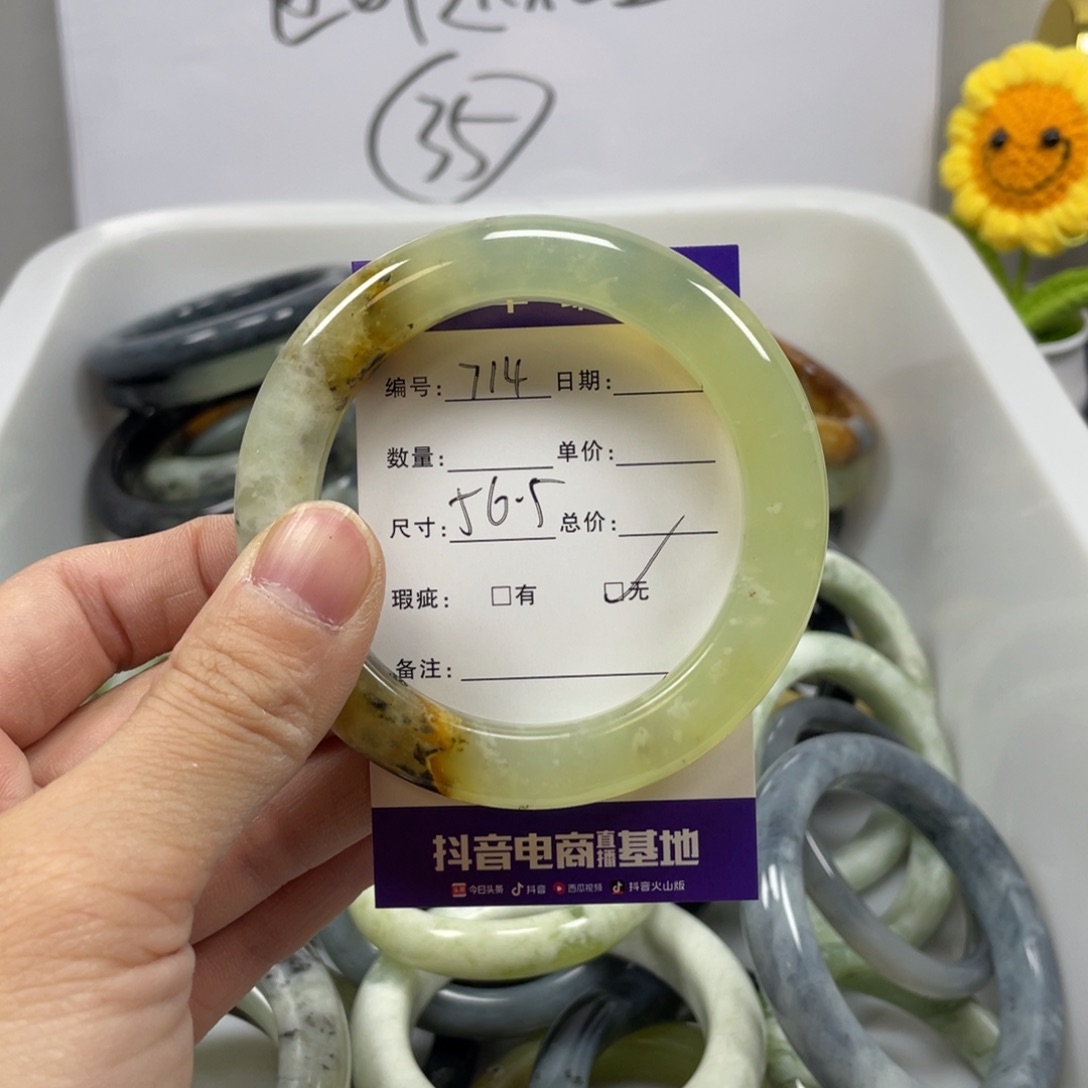 35
编号: 714 日期:
数量: 单价:
尺寸: 56.5 总价:
瑕疵: □有 ☑无
备注:
抖音电商直播基地
今日头条 抖音 西瓜视频 抖音火山版